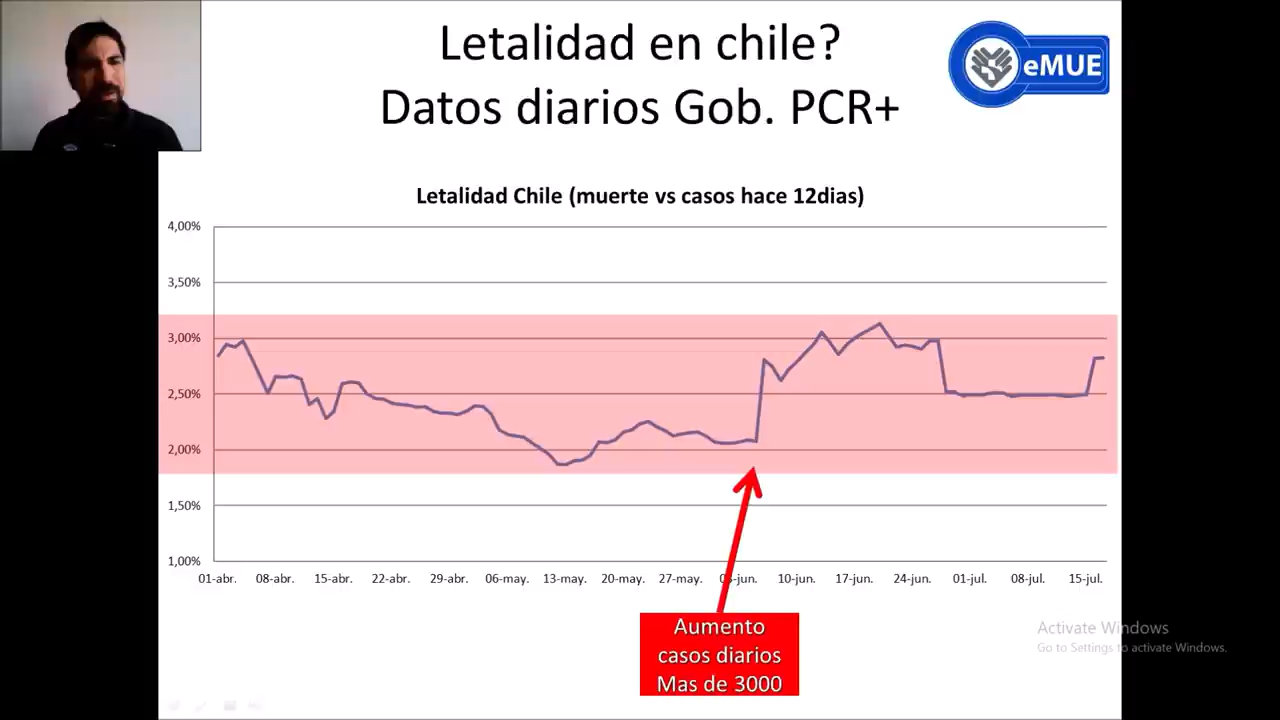 Letalidad en chile?
Datos diarios Gob. PCR+
eMUE
Letalidad Chile (muerte vs casos hace 12dias)
4,00%
3,50%
3,00%
2,50%
2,00%
1,50%
1,00%
01-abr. 08-abr. 15-abr. 22-abr. 29-abr. 06-may. 13-may. 20-may. 27-may. 03-jun. 10-jun. 17-jun. 24-jun. 01-jul. 08-jul. 15-jul.
Aumento
casos diarios
Mas de 3000
Activate Windows
Go to Settings to activate Windows.